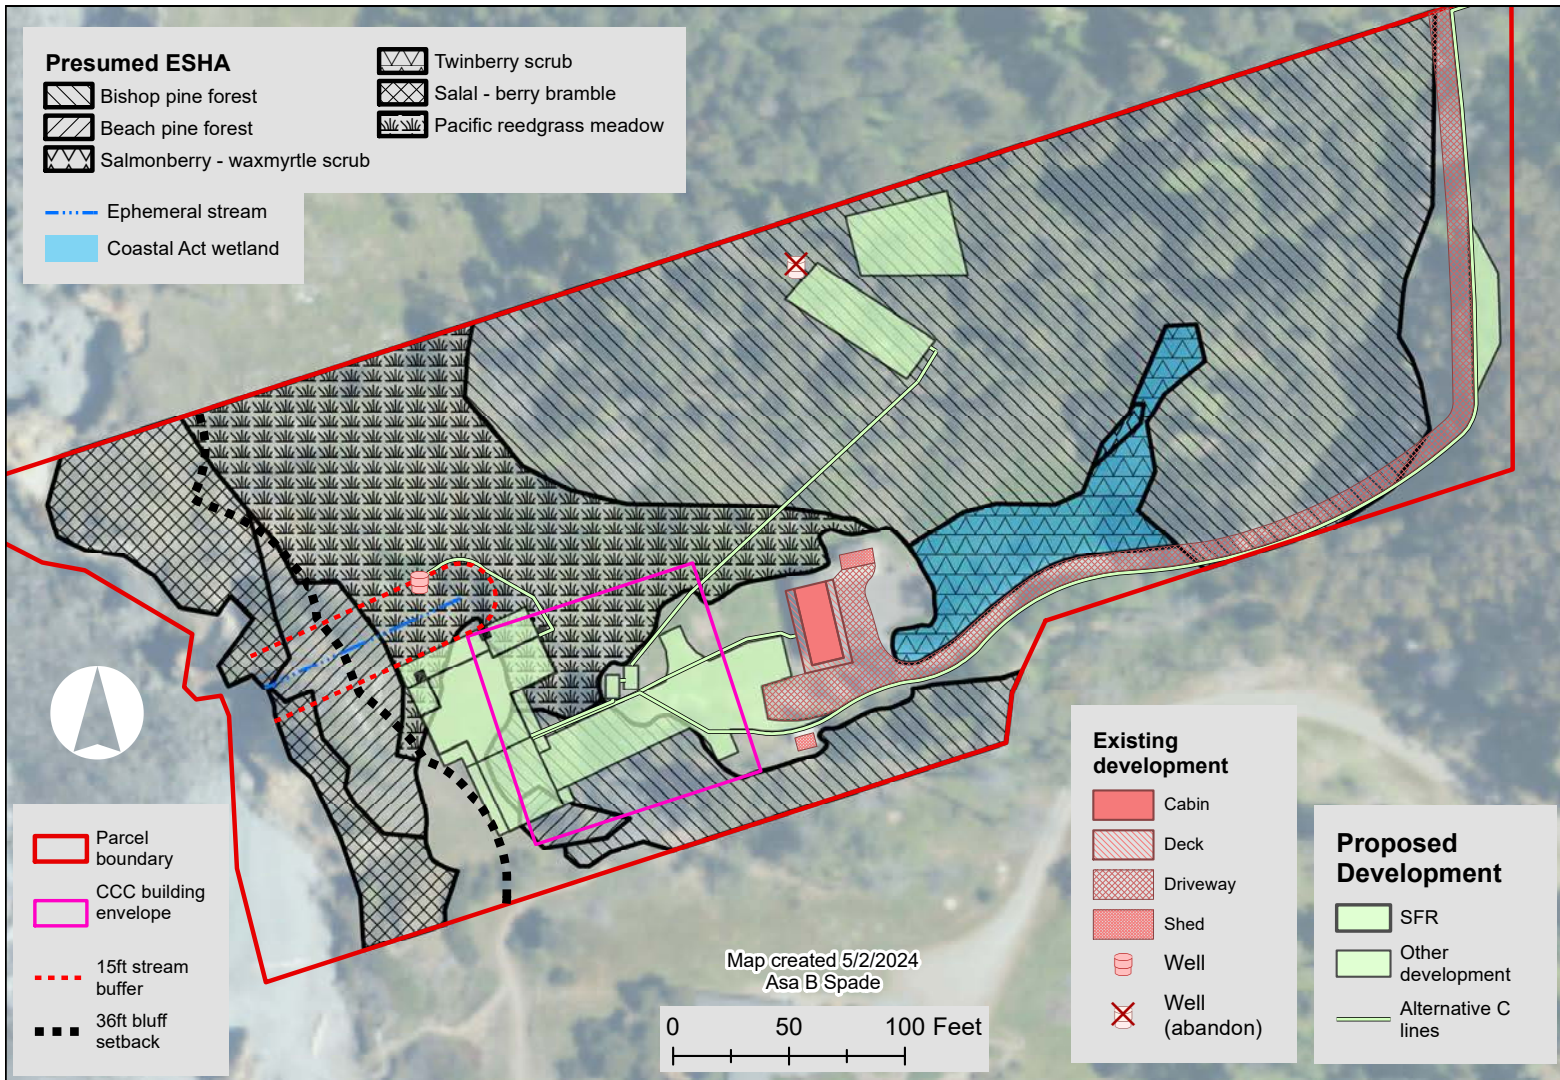 Presumed ESHA
Bishop pine forest
Beach pine forest
Salmonberry - waxmyrtle scrub
Twinberry scrub
Salal - berry bramble
Pacific reedgrass meadow
Ephemeral stream
Coastal Act wetland
Parcel
boundary
CCC building
envelope
15ft stream
buffer
36ft bluff
setback
Map created 5/2/2024
Asa B Spade
0 50 100 Feet
Existing
development
Cabin
Deck
Driveway
Shed
Well
Well
(abandon)
Proposed
Development
SFR
Other
development
Alternative C
lines